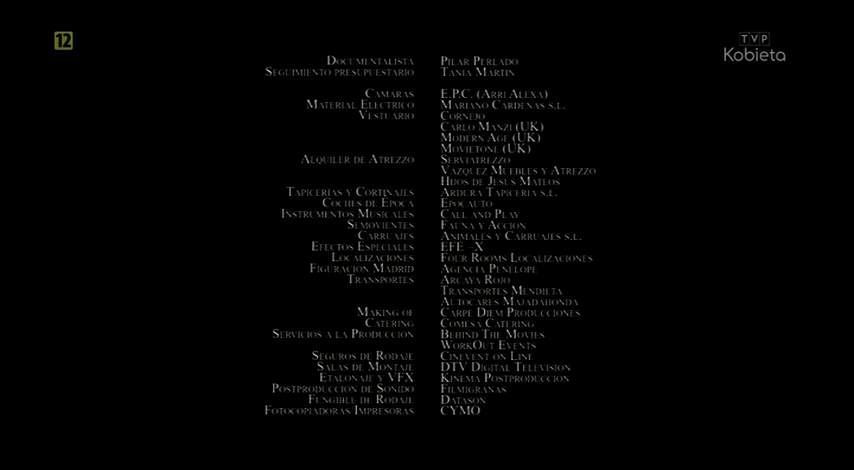 12
TVP
Kobieta
Documentalista Pilar Perlado
Seguimiento presupuestario Tania Martin
Camaras E.P.C. (Arri Alexa)
Material Electrico Mariano Cardenas s.l.
Vestuario Cornejo
Carlo Manzi (UK)
Modern Age (UK)
Movietone (UK)
Alquiler de Atrezzo Serviatrezzo
Vazquez Muebles y Atrezzo
Hijos de Jesus Mateos
Tapicerías y Cortinajes Ardura Tapiceria s.l.
Coches de Época Epocauto
Instrumentos Musicales Call and Play
Semovientes Fauna y Accion
Carruajes Animales y Carruajes s.l.
Efectos Especiales EFE –X
Localizaciones Four Rooms Localizaciones
Figuracion Madrid Agencia Penelope
Transportes Arcaya Rojo
Transportes Mendieta
Autocares Majadahonda
Making of Carpe Diem Producciones
Catering Comesa Catering
Servicios a la Producción Behind The Movies
WorkOut Events
Seguros de Rodaje Cinevent on Line
Salas de Montaje DTV Digital Television
Etalonaje y VFX Kinema Postproduccion
Postproduccion de Sonido Filmigranas
Fungible de Rodaje Datason
Fotocopiadoras/Impresoras CYMO